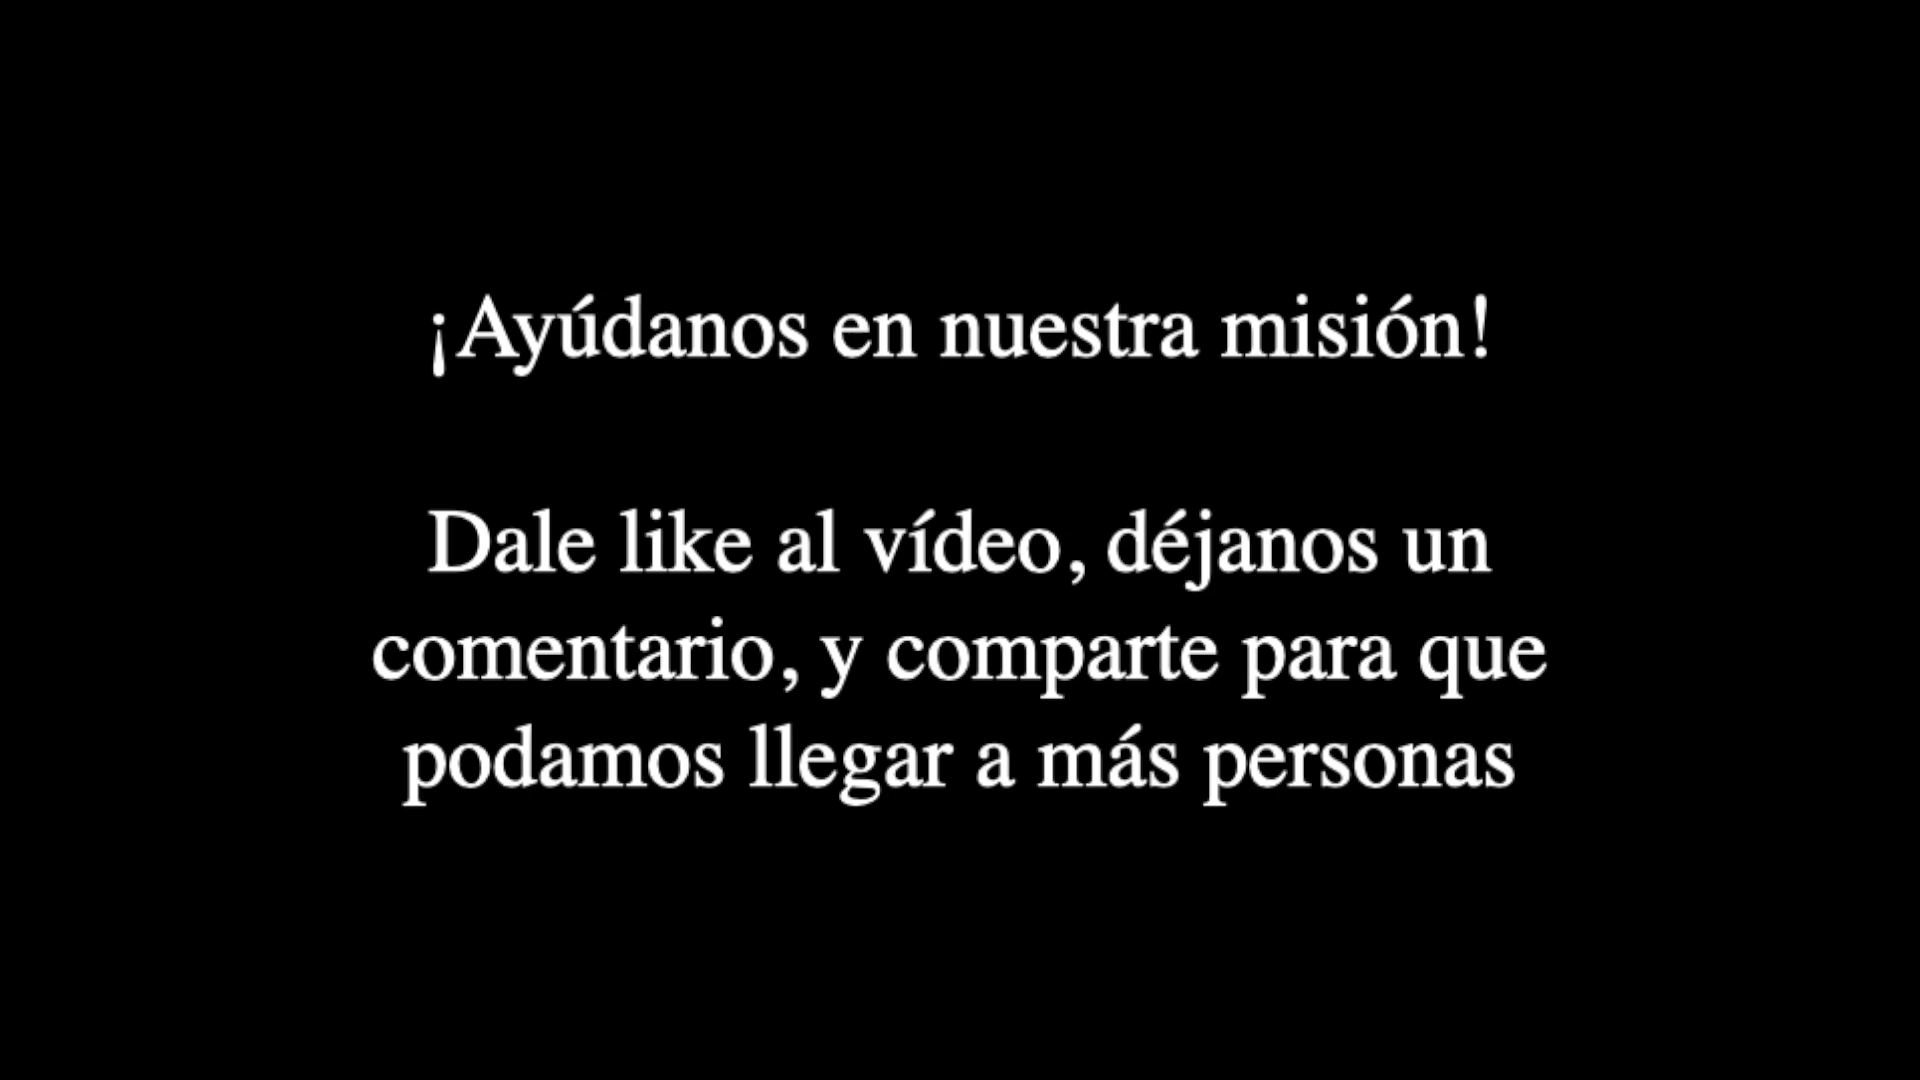 ¡Ayúdanos en nuestra misión!
Dale like al vídeo, déjanos un
comentario, y comparte para que
podamos llegar a más personas